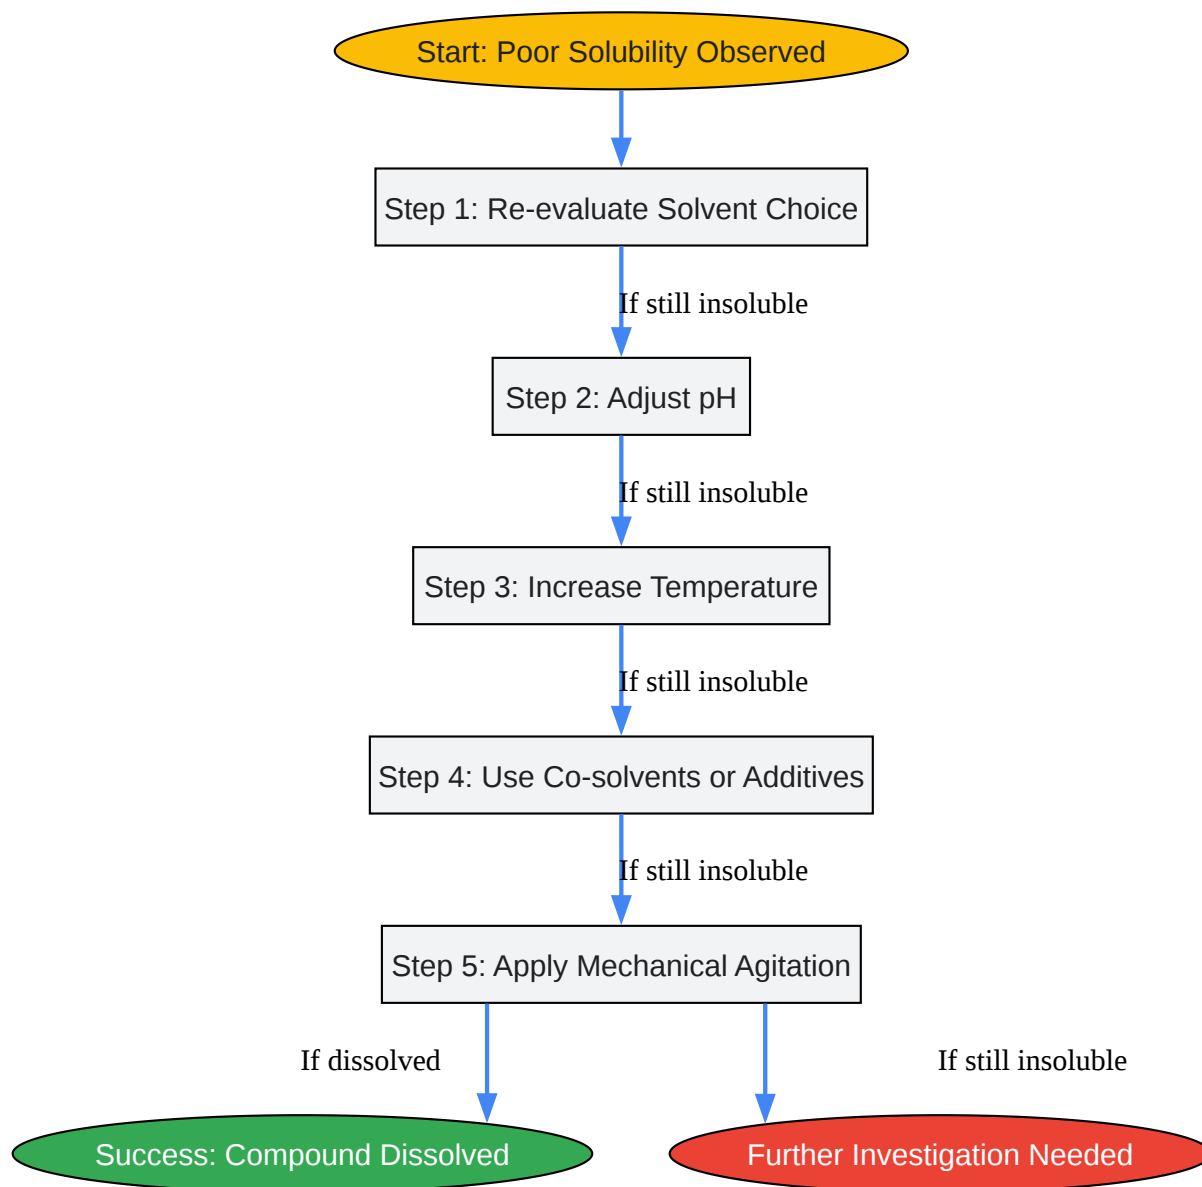 Start: Poor Solubility Observed
Step 1: Re-evaluate Solvent Choice
If still insoluble
Step 2: Adjust pH
If still insoluble
Step 3: Increase Temperature
If still insoluble
Step 4: Use Co-solvents or Additives
If still insoluble
Step 5: Apply Mechanical Agitation
If dissolved
If still insoluble
Success: Compound Dissolved
Further Investigation Needed